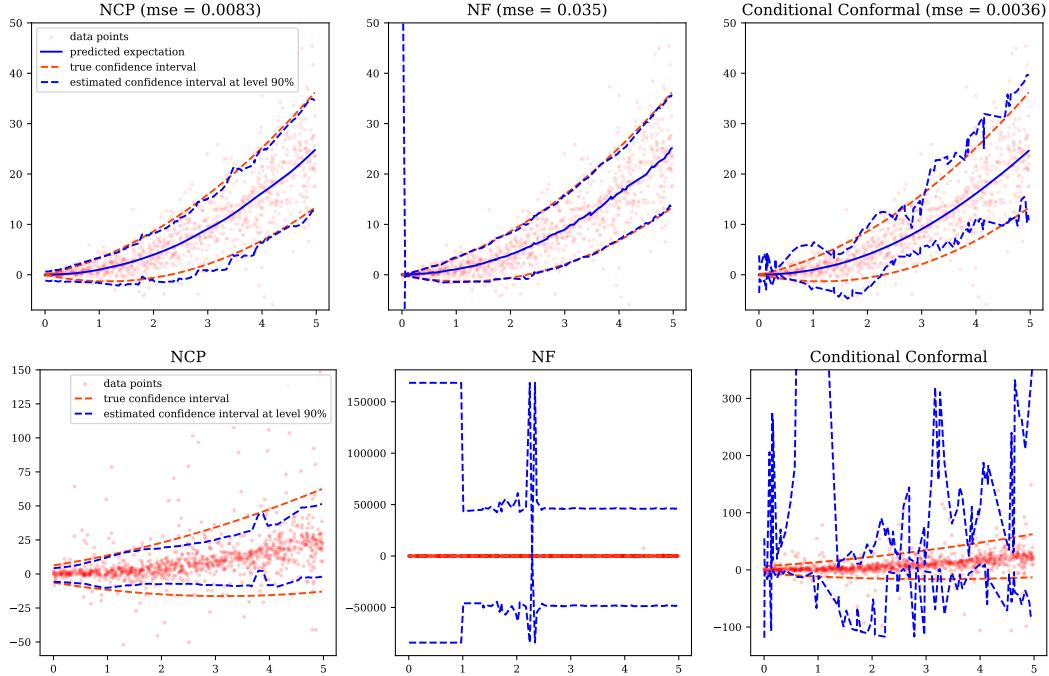 NCP (mse = 0.0083)
NF (mse = 0.035)
Conditional Conformal (mse = 0.0036)
data points
predicted expectation
true confidence interval
estimated confidence interval at level 90%
50
40
30
20
10
0
0 1 2 3 4 5
50
40
30
20
10
0
0 1 2 3 4 5
50
40
30
20
10
0
0 1 2 3 4 5
NCP
NF
Conditional Conformal
data points
true confidence interval
estimated confidence interval at level 90%
150
125
100
75
50
25
0
−25
−50
0 1 2 3 4 5
150000
100000
50000
0
−50000
0 1 2 3 4 5
300
200
100
0
−100
0 1 2 3 4 5